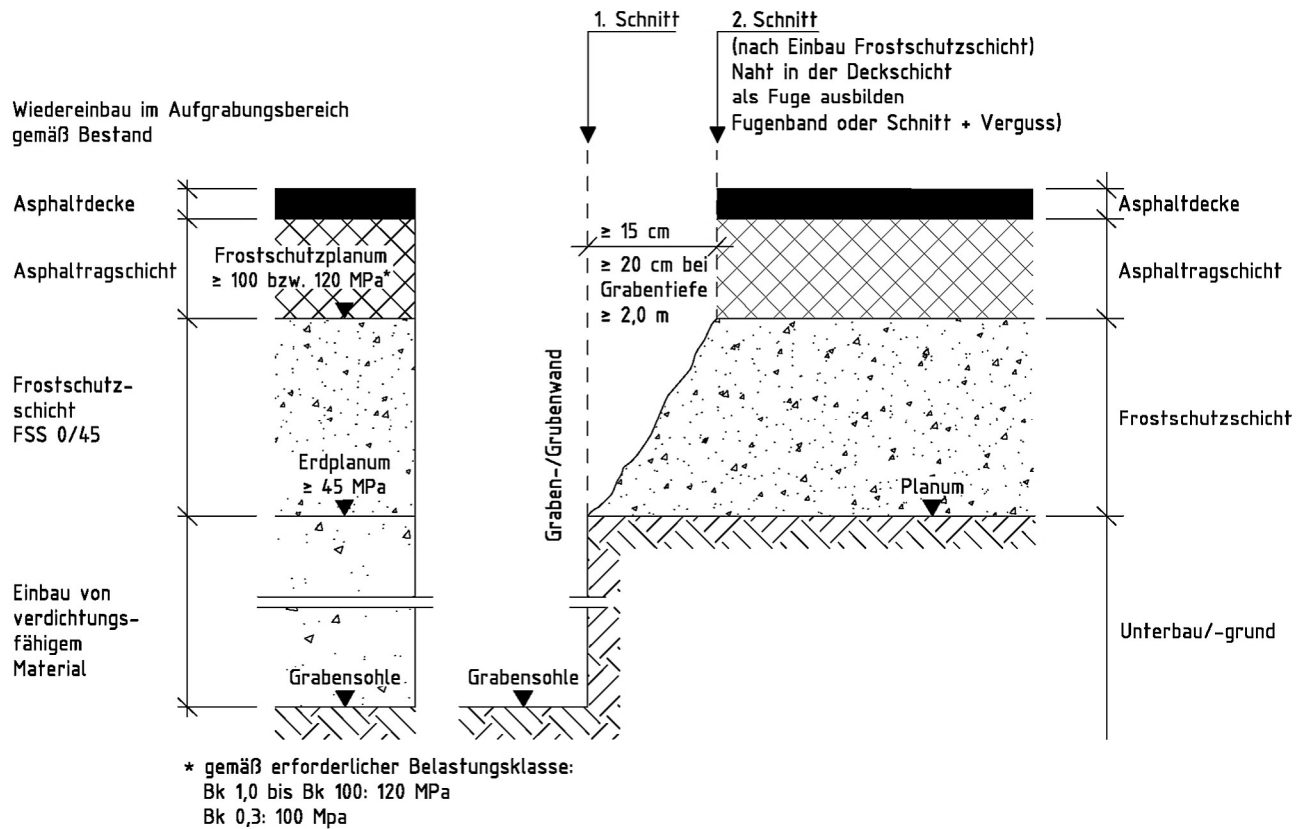 1. Schnitt
2. Schnitt
(nach Einbau Frostschutzschicht)
Naht in der Deckschicht
als Fuge ausbilden
Fugenband oder Schnitt + Verguss)
Wiedereinbau im Aufgrabungsbereich
gemäß Bestand
Asphaltdecke
Asphaltragschicht
Frostschutz-
schicht
FSS 0/45
Einbau von
verdichtungs-
fähigem
Material
Frostschutzplanum
≥ 100 bzw. 120 MPa*
Erdplanum
≥ 45 MPa
Grabensohle
Grabensohle
Graben-/Grubenwand
≥ 15 cm
≥ 20 cm bei
Grabentiefe
≥ 2,0 m
Planum
Asphaltdecke
Asphaltragschicht
Frostschutzschicht
Unterbau/-grund
* gemäß erforderlicher Belastungsklasse:
Bk 1,0 bis Bk 100: 120 MPa
Bk 0,3: 100 Mpa